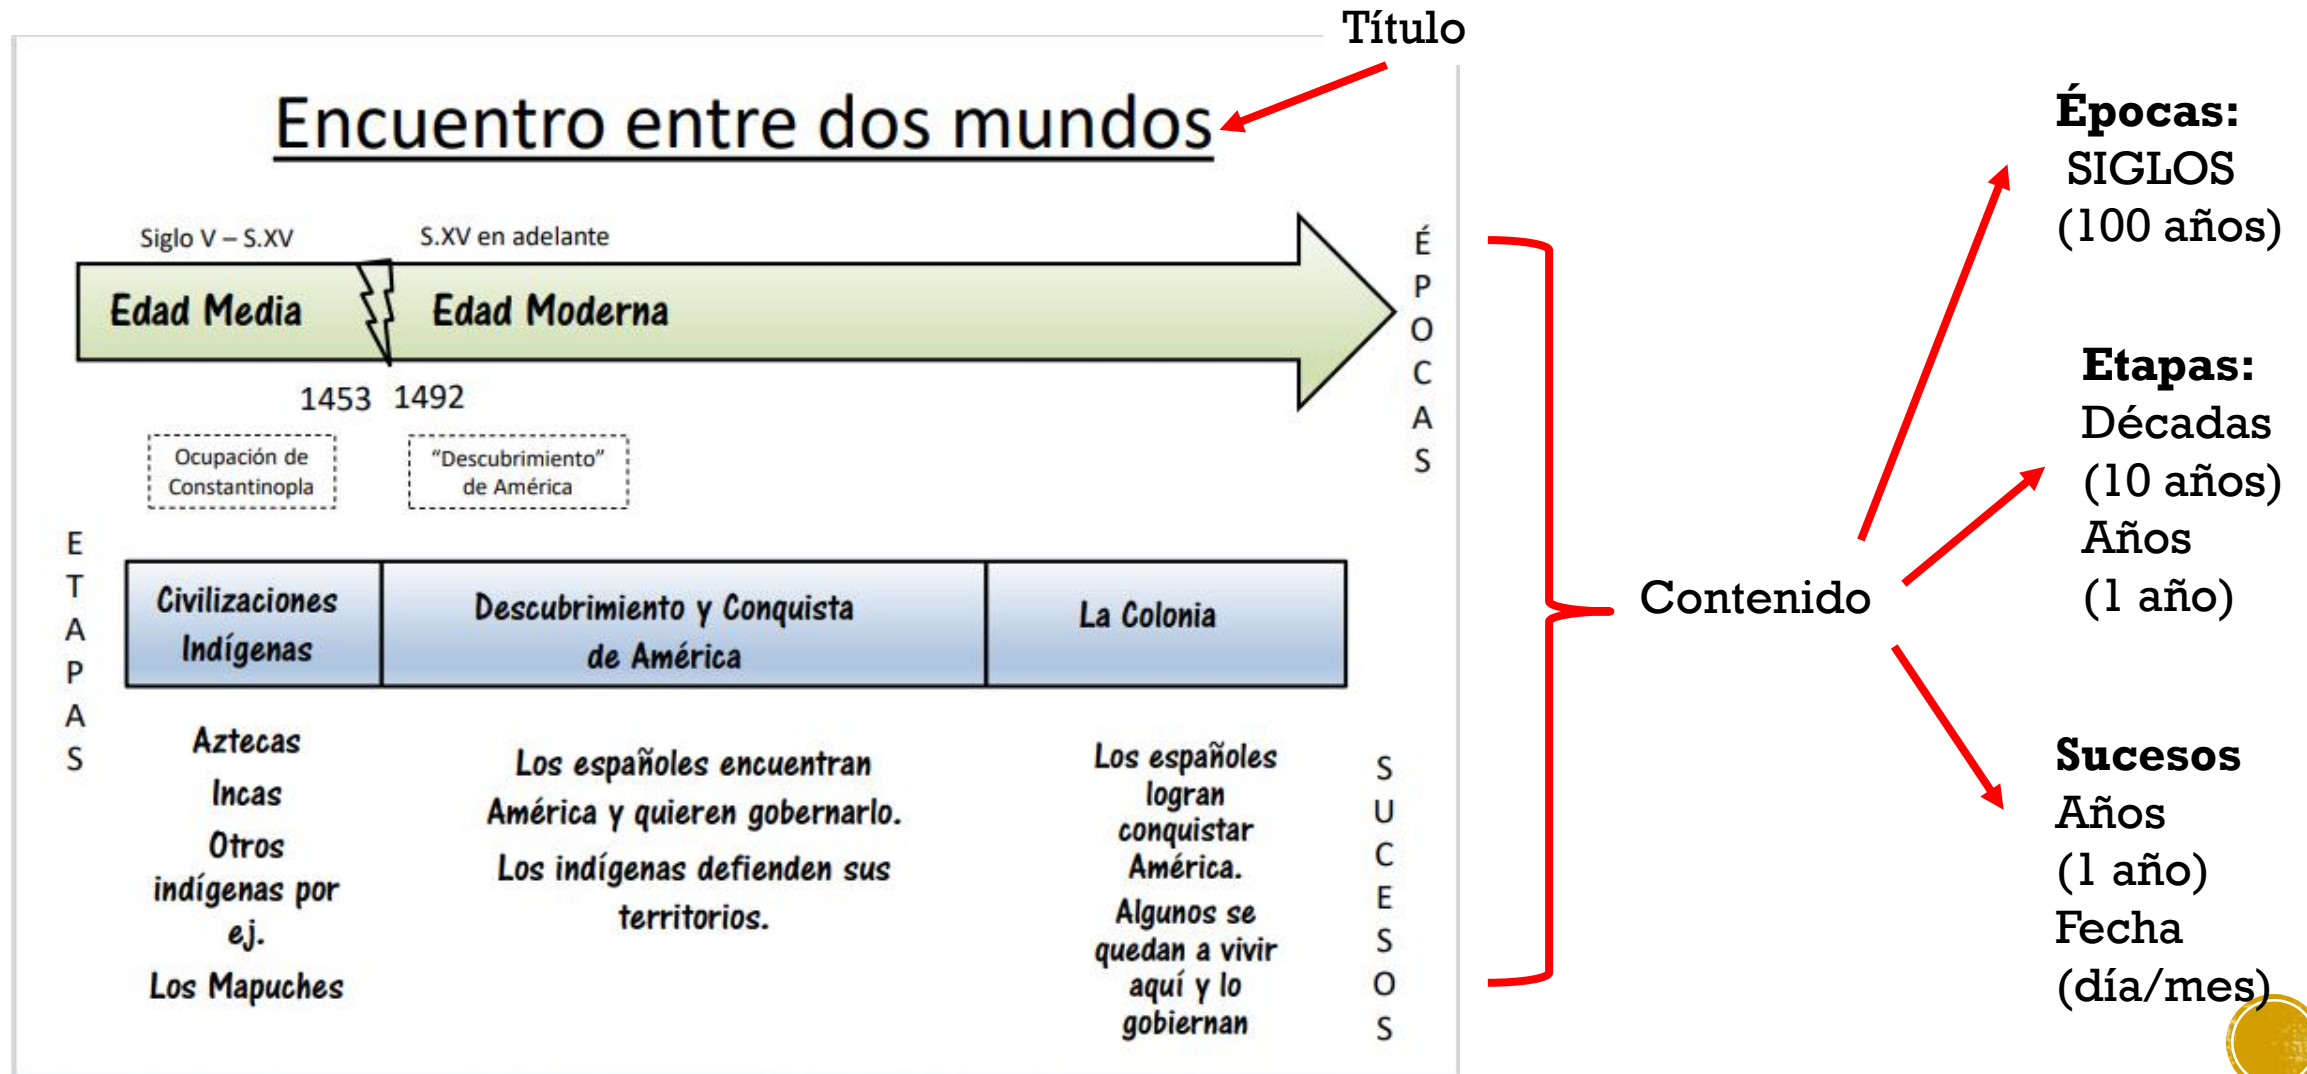 Título
Encuentro entre dos mundos
Siglo V – S.XV
S.XV en adelante
Edad Media
Edad Moderna
ÉPOCAS
1453
1492
Ocupación de
Constantinopla
“Descubrimiento”
de América
ETAPAS
Civilizaciones
Indígenas
Descubrimiento y Conquista
de América
La Colonia
Aztecas
Incas
Otros
indígenas por
ej.
Los Mapuches
Los españoles encuentran
América y quieren gobernarlo.
Los indígenas defienden sus
territorios.
Los españoles
logran
conquistar
América.
Algunos se
quedan a vivir
aquí y lo
gobiernan
SUCESOS
Contenido
Épocas:
SIGLOS
(100 años)
Etapas:
Décadas
(10 años)
Años
(1 año)
Sucesos
Años
(1 año)
Fecha
(día/mes)